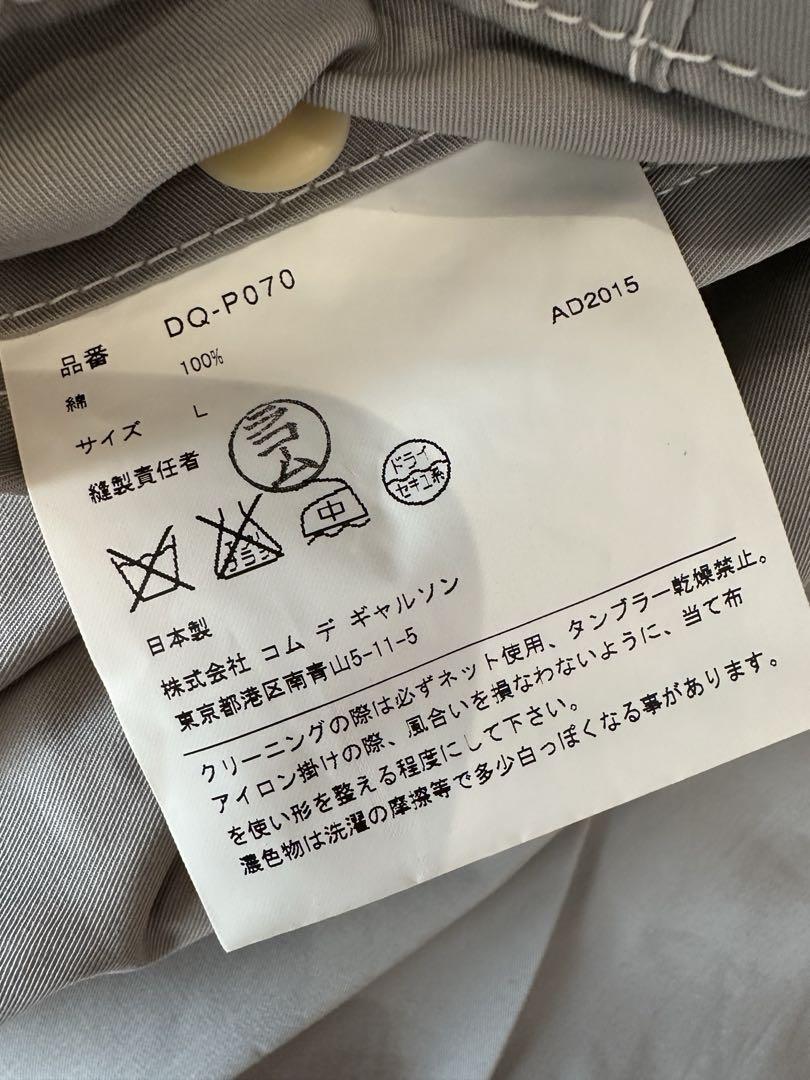 品番 DQ-P070 AD2015
綿 100%
サイズ L
縫製責任者 コム
エンソ
サラシ
中
ドライ
セキユ系
日本製
株式会社 コム デ ギャルソン
東京都港区南青山5-11-5
クリーニングの際は必ずネット使用、タンブラー乾燥禁止。
アイロン掛けの際、風合いを損なわないように、当て布
を使い形を整える程度にして下さい。
濃色物は洗濯の摩擦等で多少白っぽくなる事があります。